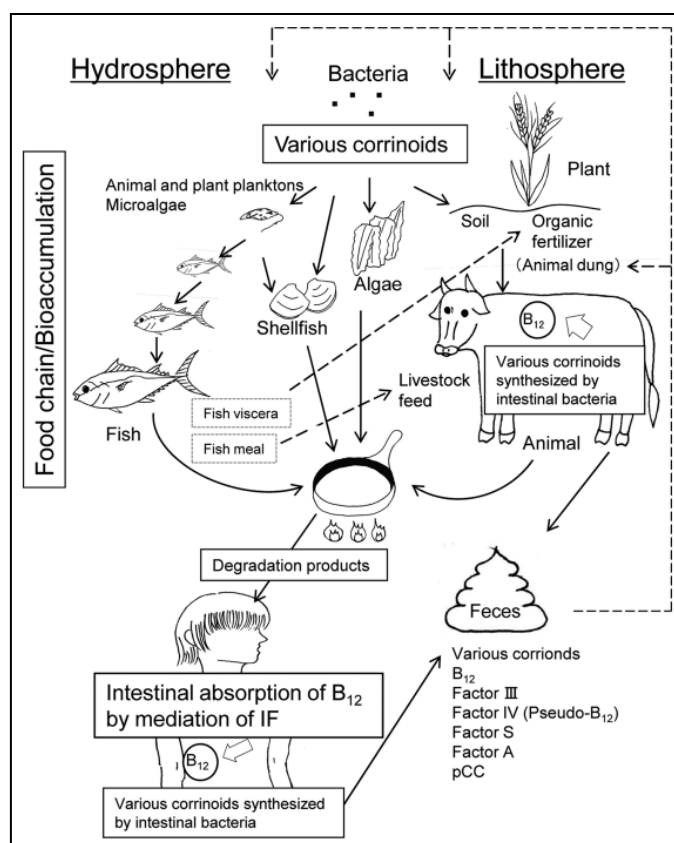 Hydrosphere
Bacteria
Lithosphere
Various corrinoids
Plant
Animal and plant planktons
Microalgae
Soil
Organic
fertilizer
(Animal dung)
Algae
Shellfish
B12
Various corrinoids
synthesized by
intestinal bacteria
Livestock
feed
Food chain/Bioaccumulation
Fish viscera
Fish
Fish meal
Animal
Degradation products
Feces
Various corrionds
B12
Factor Ⅲ
Factor IV (Pseudo-B12)
Factor S
Factor A
pCC
Intestinal absorption of B12
by mediation of IF
B12
Various corrinoids synthesized
by intestinal bacteria